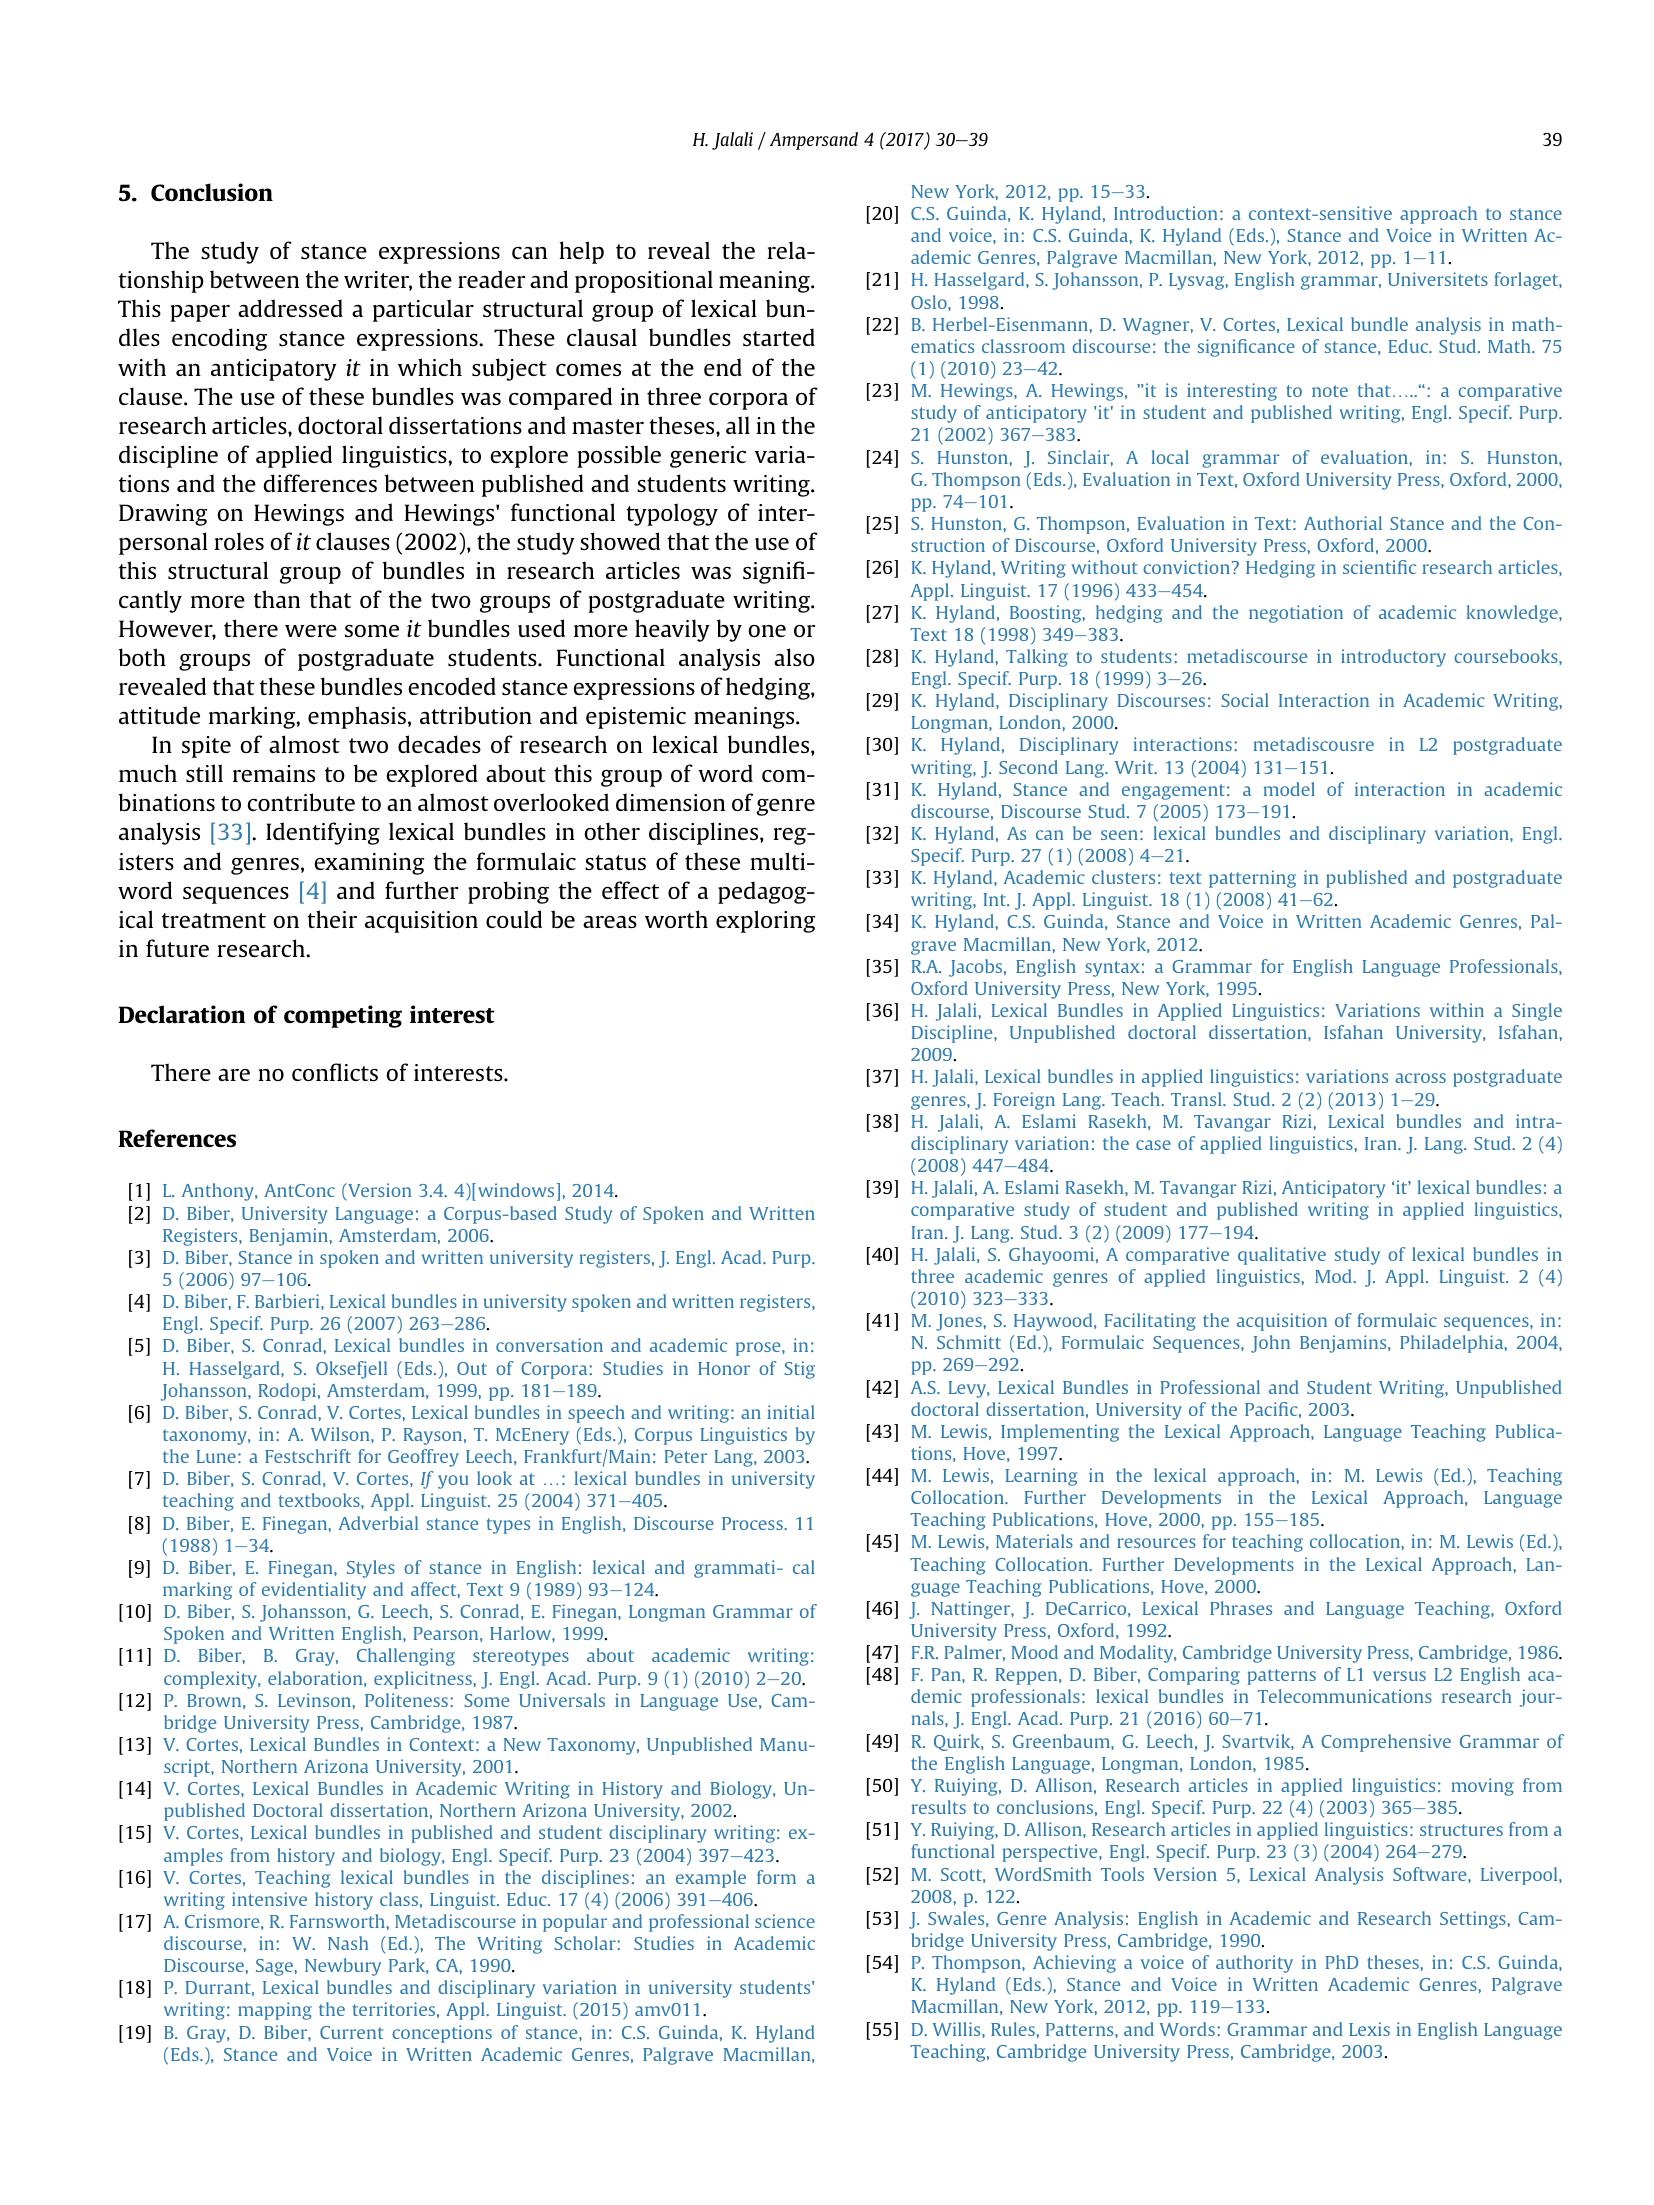 H. Jalali / Ampersand 4 (2017) 30–39
39
5. Conclusion
The study of stance expressions can help to reveal the rela-
tionship between the writer, the reader and propositional meaning.
This paper addressed a particular structural group of lexical bun-
dles encoding stance expressions. These clausal bundles started
with an anticipatory it in which subject comes at the end of the
clause. The use of these bundles was compared in three corpora of
research articles, doctoral dissertations and master theses, all in the
discipline of applied linguistics, to explore possible generic varia-
tions and the differences between published and students writing.
Drawing on Hewings and Hewings' functional typology of inter-
personal roles of it clauses (2002), the study showed that the use of
this structural group of bundles in research articles was signifi-
cantly more than that of the two groups of postgraduate writing.
However, there were some it bundles used more heavily by one or
both groups of postgraduate students. Functional analysis also
revealed that these bundles encoded stance expressions of hedging,
attitude marking, emphasis, attribution and epistemic meanings.
In spite of almost two decades of research on lexical bundles,
much still remains to be explored about this group of word com-
binations to contribute to an almost overlooked dimension of genre
analysis [33]. Identifying lexical bundles in other disciplines, reg-
isters and genres, examining the formulaic status of these multi-
word sequences [4] and further probing the effect of a pedagog-
ical treatment on their acquisition could be areas worth exploring
in future research.
Declaration of competing interest
There are no conflicts of interests.
References
[1] L. Anthony, AntConc (Version 3.4. 4)[windows], 2014.
[2] D. Biber, University Language: a Corpus-based Study of Spoken and Written
Registers, Benjamin, Amsterdam, 2006.
[3] D. Biber, Stance in spoken and written university registers, J. Engl. Acad. Purp.
5 (2006) 97–106.
[4] D. Biber, F. Barbieri, Lexical bundles in university spoken and written registers,
Engl. Specif. Purp. 26 (2007) 263–286.
[5] D. Biber, S. Conrad, Lexical bundles in conversation and academic prose, in:
H. Hasselgard, S. Oksefjell (Eds.), Out of Corpora: Studies in Honor of Stig
Johansson, Rodopi, Amsterdam, 1999, pp. 181–189.
[6] D. Biber, S. Conrad, V. Cortes, Lexical bundles in speech and writing: an initial
taxonomy, in: A. Wilson, P. Rayson, T. McEnery (Eds.), Corpus Linguistics by
the Lune: a Festschrift for Geoffrey Leech, Frankfurt/Main: Peter Lang, 2003.
[7] D. Biber, S. Conrad, V. Cortes, If you look at …: lexical bundles in university
teaching and textbooks, Appl. Linguist. 25 (2004) 371–405.
[8] D. Biber, E. Finegan, Adverbial stance types in English, Discourse Process. 11
(1988) 1–34.
[9] D. Biber, E. Finegan, Styles of stance in English: lexical and grammati- cal
marking of evidentiality and affect, Text 9 (1989) 93–124.
[10] D. Biber, S. Johansson, G. Leech, S. Conrad, E. Finegan, Longman Grammar of
Spoken and Written English, Pearson, Harlow, 1999.
[11] D. Biber, B. Gray, Challenging stereotypes about academic writing:
complexity, elaboration, explicitness, J. Engl. Acad. Purp. 9 (1) (2010) 2–20.
[12] P. Brown, S. Levinson, Politeness: Some Universals in Language Use, Cam-
bridge University Press, Cambridge, 1987.
[13] V. Cortes, Lexical Bundles in Context: a New Taxonomy, Unpublished Manu-
script, Northern Arizona University, 2001.
[14] V. Cortes, Lexical Bundles in Academic Writing in History and Biology, Un-
published Doctoral dissertation, Northern Arizona University, 2002.
[15] V. Cortes, Lexical bundles in published and student disciplinary writing: ex-
amples from history and biology, Engl. Specif. Purp. 23 (2004) 397–423.
[16] V. Cortes, Teaching lexical bundles in the disciplines: an example form a
writing intensive history class, Linguist. Educ. 17 (4) (2006) 391–406.
[17] A. Crismore, R. Farnsworth, Metadiscourse in popular and professional science
discourse, in: W. Nash (Ed.), The Writing Scholar: Studies in Academic
Discourse, Sage, Newbury Park, CA, 1990.
[18] P. Durrant, Lexical bundles and disciplinary variation in university students'
writing: mapping the territories, Appl. Linguist. (2015) amv011.
[19] B. Gray, D. Biber, Current conceptions of stance, in: C.S. Guinda, K. Hyland
(Eds.), Stance and Voice in Written Academic Genres, Palgrave Macmillan,
New York, 2012, pp. 15–33.
[20] C.S. Guinda, K. Hyland, Introduction: a context-sensitive approach to stance
and voice, in: C.S. Guinda, K. Hyland (Eds.), Stance and Voice in Written Ac-
ademic Genres, Palgrave Macmillan, New York, 2012, pp. 1–11.
[21] H. Hasselgard, S. Johansson, P. Lysvag, English grammar, Universitets forlaget,
Oslo, 1998.
[22] B. Herbel-Eisenmann, D. Wagner, V. Cortes, Lexical bundle analysis in math-
ematics classroom discourse: the significance of stance, Educ. Stud. Math. 75
(1) (2010) 23–42.
[23] M. Hewings, A. Hewings, ”it is interesting to note that…..“: a comparative
study of anticipatory 'it' in student and published writing, Engl. Specif. Purp.
21 (2002) 367–383.
[24] S. Hunston, J. Sinclair, A local grammar of evaluation, in: S. Hunston,
G. Thompson (Eds.), Evaluation in Text, Oxford University Press, Oxford, 2000,
pp. 74–101.
[25] S. Hunston, G. Thompson, Evaluation in Text: Authorial Stance and the Con-
struction of Discourse, Oxford University Press, Oxford, 2000.
[26] K. Hyland, Writing without conviction? Hedging in scientific research articles,
Appl. Linguist. 17 (1996) 433–454.
[27] K. Hyland, Boosting, hedging and the negotiation of academic knowledge,
Text 18 (1998) 349–383.
[28] K. Hyland, Talking to students: metadiscourse in introductory coursebooks,
Engl. Specif. Purp. 18 (1999) 3–26.
[29] K. Hyland, Disciplinary Discourses: Social Interaction in Academic Writing,
Longman, London, 2000.
[30] K. Hyland, Disciplinary interactions: metadiscousre in L2 postgraduate
writing, J. Second Lang. Writ. 13 (2004) 131–151.
[31] K. Hyland, Stance and engagement: a model of interaction in academic
discourse, Discourse Stud. 7 (2005) 173–191.
[32] K. Hyland, As can be seen: lexical bundles and disciplinary variation, Engl.
Specif. Purp. 27 (1) (2008) 4–21.
[33] K. Hyland, Academic clusters: text patterning in published and postgraduate
writing, Int. J. Appl. Linguist. 18 (1) (2008) 41–62.
[34] K. Hyland, C.S. Guinda, Stance and Voice in Written Academic Genres, Pal-
grave Macmillan, New York, 2012.
[35] R.A. Jacobs, English syntax: a Grammar for English Language Professionals,
Oxford University Press, New York, 1995.
[36] H. Jalali, Lexical Bundles in Applied Linguistics: Variations within a Single
Discipline, Unpublished doctoral dissertation, Isfahan University, Isfahan,
2009.
[37] H. Jalali, Lexical bundles in applied linguistics: variations across postgraduate
genres, J. Foreign Lang. Teach. Transl. Stud. 2 (2) (2013) 1–29.
[38] H. Jalali, A. Eslami Rasekh, M. Tavangar Rizi, Lexical bundles and intra-
disciplinary variation: the case of applied linguistics, Iran. J. Lang. Stud. 2 (4)
(2008) 447–484.
[39] H. Jalali, A. Eslami Rasekh, M. Tavangar Rizi, Anticipatory ‘it’ lexical bundles: a
comparative study of student and published writing in applied linguistics,
Iran. J. Lang. Stud. 3 (2) (2009) 177–194.
[40] H. Jalali, S. Ghayoomi, A comparative qualitative study of lexical bundles in
three academic genres of applied linguistics, Mod. J. Appl. Linguist. 2 (4)
(2010) 323–333.
[41] M. Jones, S. Haywood, Facilitating the acquisition of formulaic sequences, in:
N. Schmitt (Ed.), Formulaic Sequences, John Benjamins, Philadelphia, 2004,
pp. 269–292.
[42] A.S. Levy, Lexical Bundles in Professional and Student Writing, Unpublished
doctoral dissertation, University of the Pacific, 2003.
[43] M. Lewis, Implementing the Lexical Approach, Language Teaching Publica-
tions, Hove, 1997.
[44] M. Lewis, Learning in the lexical approach, in: M. Lewis (Ed.), Teaching
Collocation. Further Developments in the Lexical Approach, Language
Teaching Publications, Hove, 2000, pp. 155–185.
[45] M. Lewis, Materials and resources for teaching collocation, in: M. Lewis (Ed.),
Teaching Collocation. Further Developments in the Lexical Approach, Lan-
guage Teaching Publications, Hove, 2000.
[46] J. Nattinger, J. DeCarrico, Lexical Phrases and Language Teaching, Oxford
University Press, Oxford, 1992.
[47] F.R. Palmer, Mood and Modality, Cambridge University Press, Cambridge, 1986.
[48] F. Pan, R. Reppen, D. Biber, Comparing patterns of L1 versus L2 English aca-
demic professionals: lexical bundles in Telecommunications research jour-
nals, J. Engl. Acad. Purp. 21 (2016) 60–71.
[49] R. Quirk, S. Greenbaum, G. Leech, J. Svartvik, A Comprehensive Grammar of
the English Language, Longman, London, 1985.
[50] Y. Ruiying, D. Allison, Research articles in applied linguistics: moving from
results to conclusions, Engl. Specif. Purp. 22 (4) (2003) 365–385.
[51] Y. Ruiying, D. Allison, Research articles in applied linguistics: structures from a
functional perspective, Engl. Specif. Purp. 23 (3) (2004) 264–279.
[52] M. Scott, WordSmith Tools Version 5, Lexical Analysis Software, Liverpool,
2008, p. 122.
[53] J. Swales, Genre Analysis: English in Academic and Research Settings, Cam-
bridge University Press, Cambridge, 1990.
[54] P. Thompson, Achieving a voice of authority in PhD theses, in: C.S. Guinda,
K. Hyland (Eds.), Stance and Voice in Written Academic Genres, Palgrave
Macmillan, New York, 2012, pp. 119–133.
[55] D. Willis, Rules, Patterns, and Words: Grammar and Lexis in English Language
Teaching, Cambridge University Press, Cambridge, 2003.